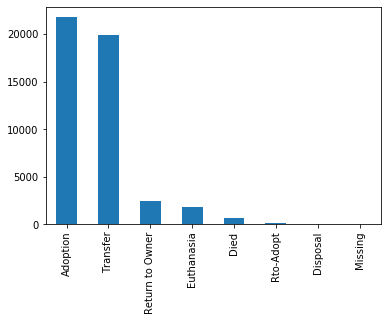 20000
15000
10000
5000
0
Adoption
Transfer
Return to Owner
Euthanasia
Died
Rto-Adopt
Disposal
Missing